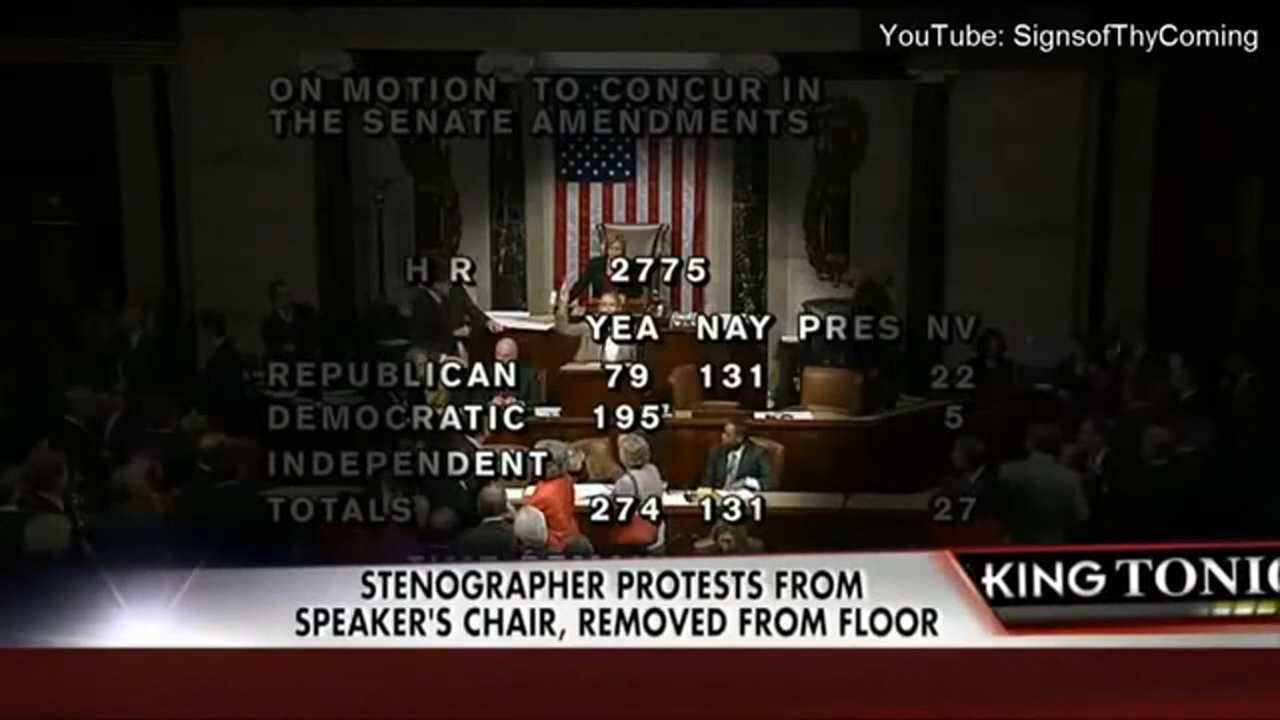 YouTube: SignsofThyComing
ON MOTION TO CONCUR IN
THE SENATE AMENDMENTS
H R 2775
YEA NAY PRES NV
REPUBLICAN 79 131 22
DEMOCRATIC 195 5
INDEPENDENT
TOTALS 274 131 27
STENOGRAPHER PROTESTS FROM
SPEAKER'S CHAIR, REMOVED FROM FLOOR
KING TONI